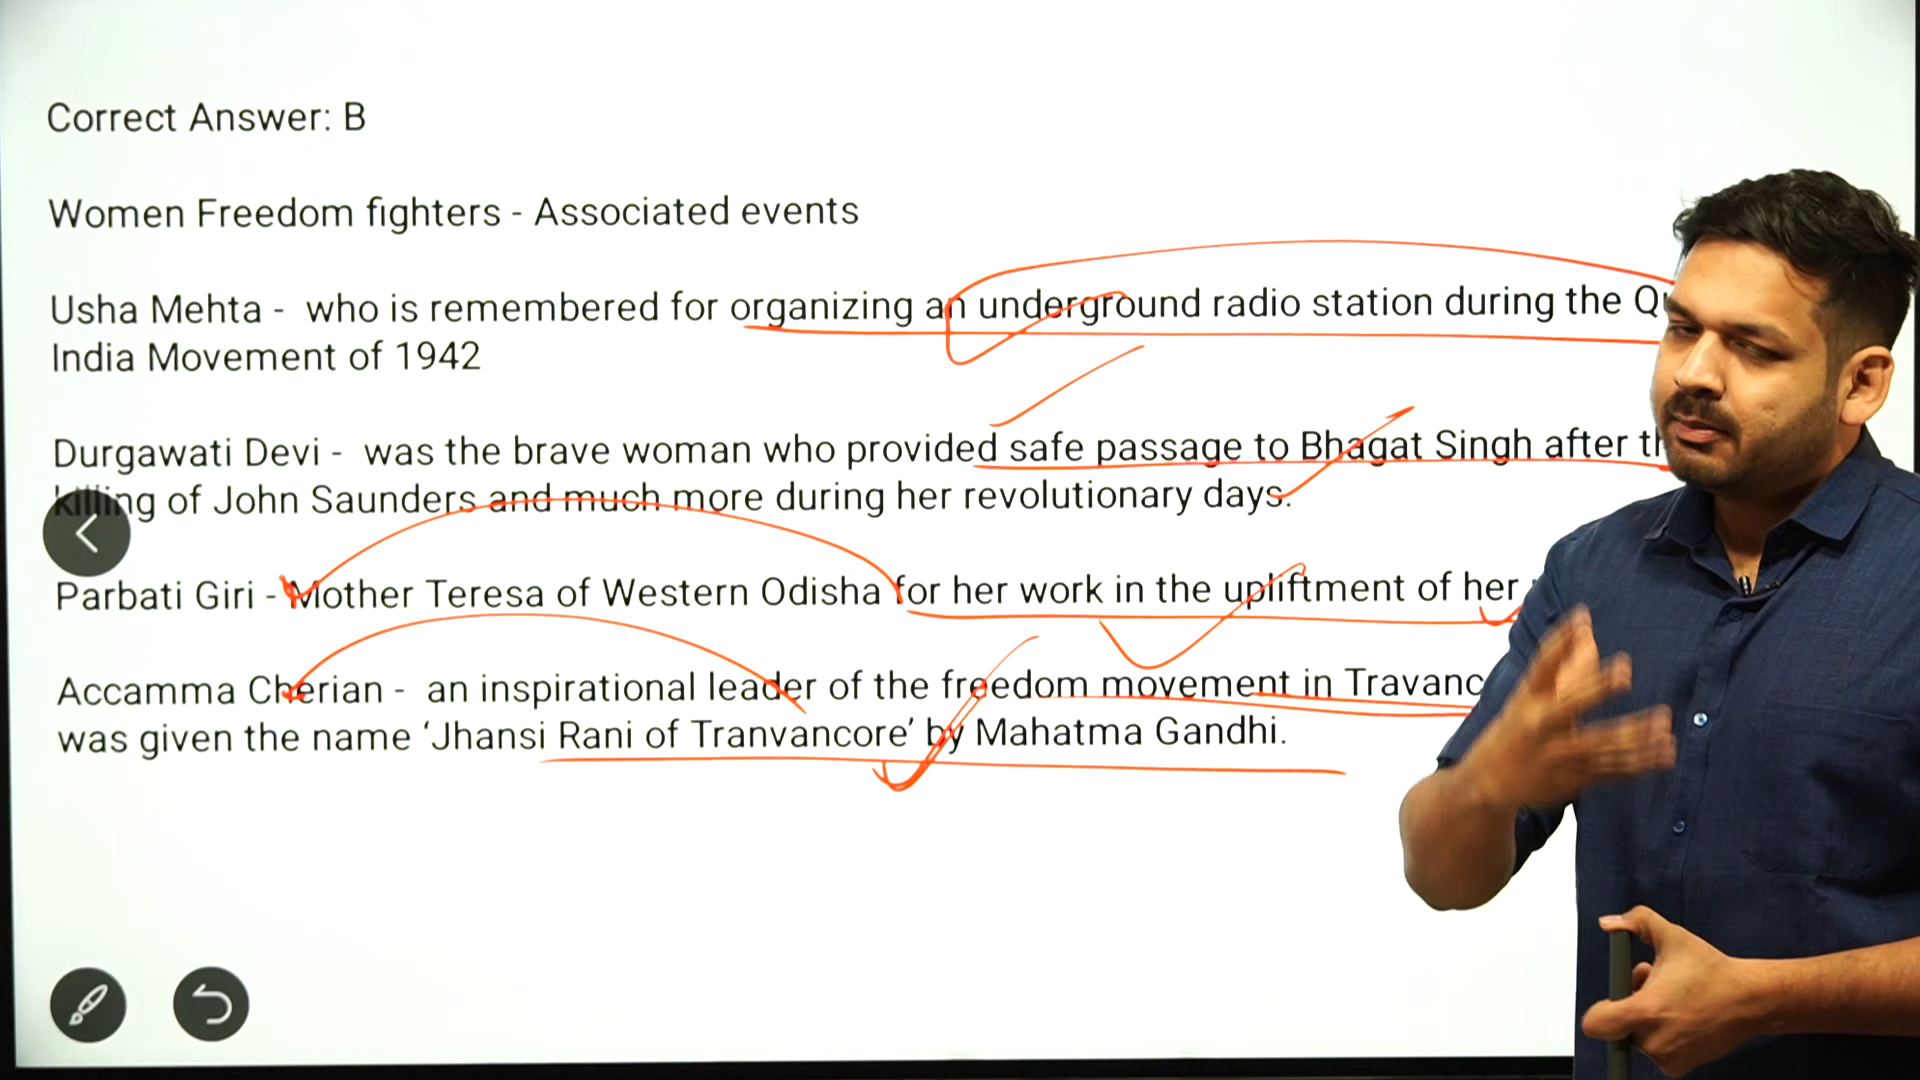 Correct Answer: B
Women Freedom fighters - Associated events
Usha Mehta - who is remembered for organizing an underground radio station during the
India Movement of 1942
Durgawati Devi - was the brave woman who provided safe passage to Bhagat Singh after
killing of John Saunders and much more during her revolutionary days.
Parbati Giri - Mother Teresa of Western Odisha for her work in the upliftment of her
Accamma Cherian - an inspirational leader of the freedom movement in
was given the name ‘Jhansi Rani of Tranvancore’ by Mahatma Gandhi.